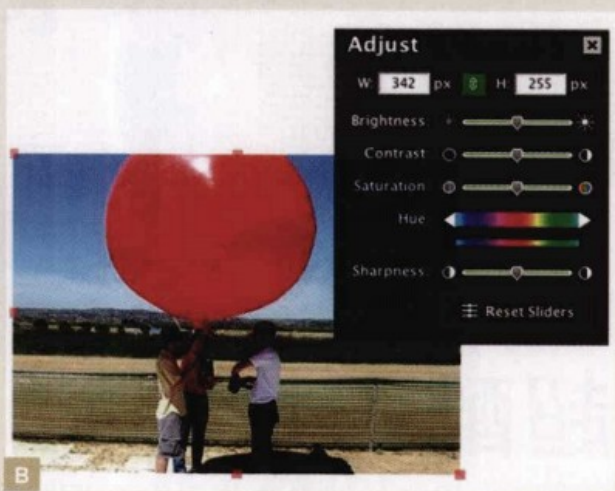 Adjust
W: 342 px H: 255 px
Brightness:
Contrast
Saturation
Hue
Sharpness:
Reset Sliders
B